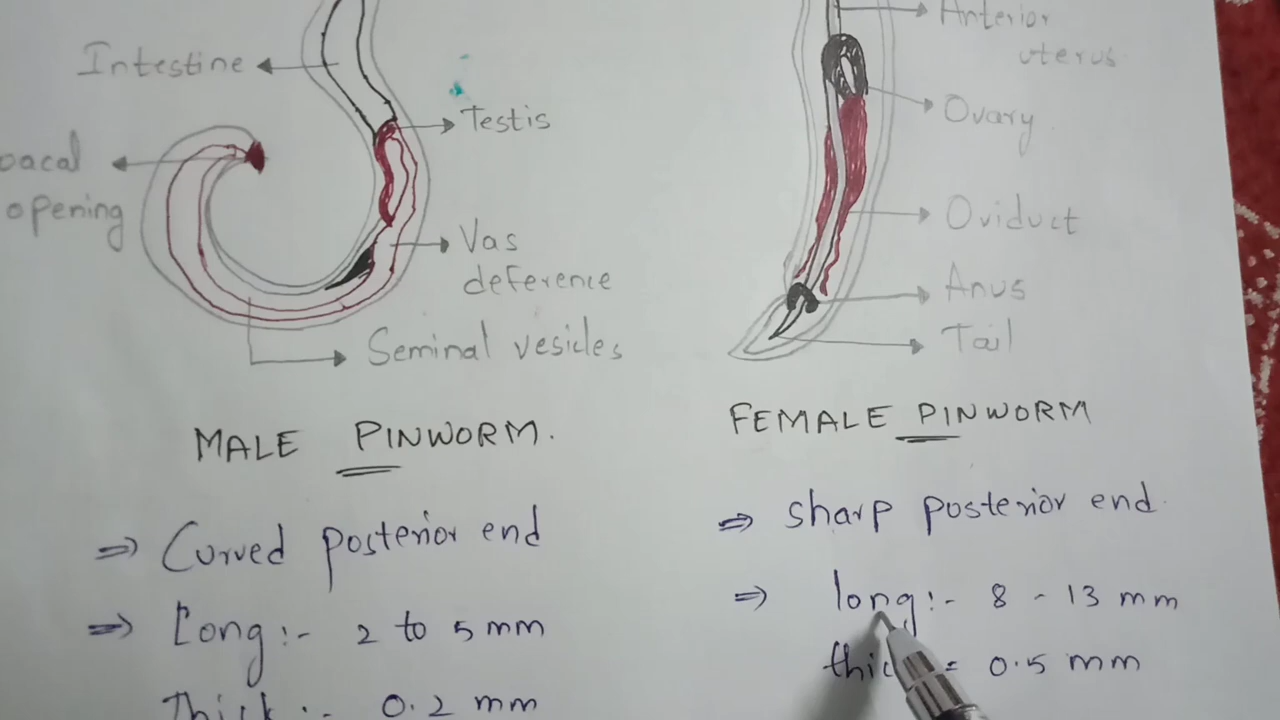 Intestine
Testis
opening
Vas
deference
Seminal vesicles
Anterior
uterus
Ovary
Oviduct
Anus
Tail
MALE PINWORM.
⇒ Curved posterior end
⇒ Long:- 2 to 5 mm
Thick:- 0.2 mm
FEMALE PINWORM
⇒ Sharp posterior end.
⇒ long:- 8 - 13 mm
= 0.5 mm